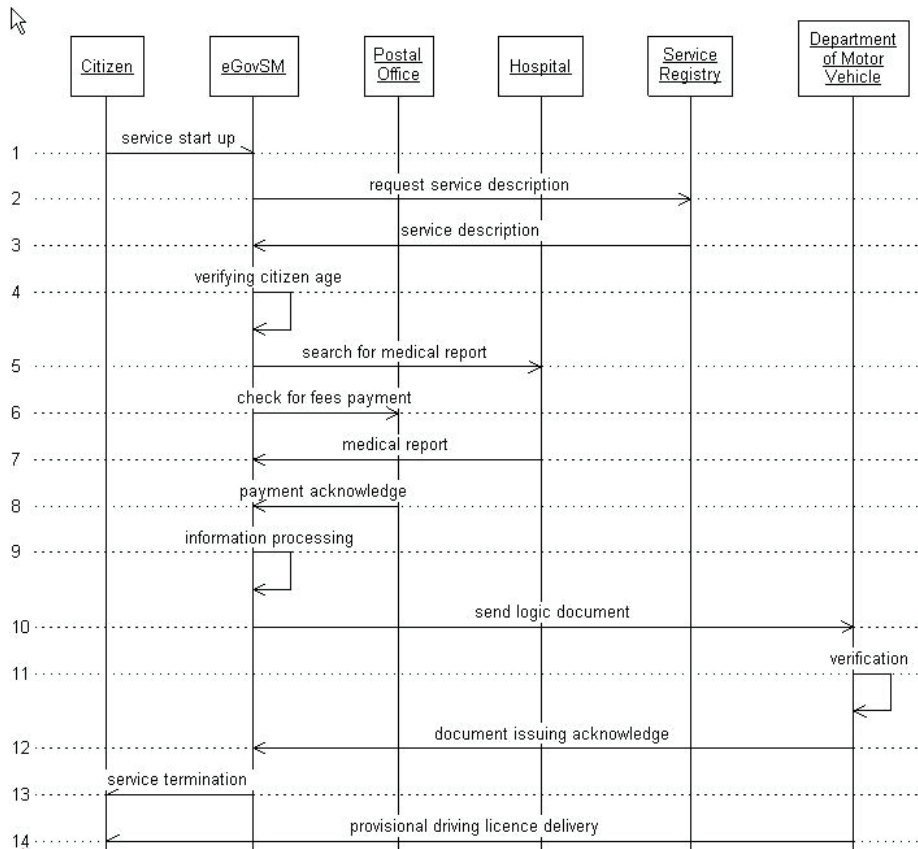 Citizen
eGovSM
Postal
Office
Hospital
Service
Registry
Department
of Motor
Vehicle
service start up
1
request service description
2
service description
3
verifying citizen age
4
search for medical report
5
check for fees payment
6
medical report
7
payment acknowledge
8
information processing
9
send logic document
10
verification
11
document issuing acknowledge
12
service termination
13
provisional driving licence delivery
14